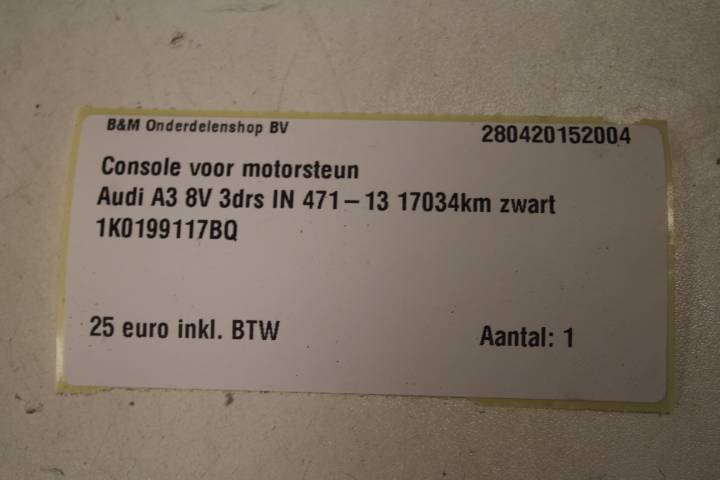 B&M Onderdelenshop BV 280420152004
Console voor motorsteun
Audi A3 8V 3drs IN 471-13 17034km zwart
1K0199117BQ
25 euro inkl. BTW Aantal: 1